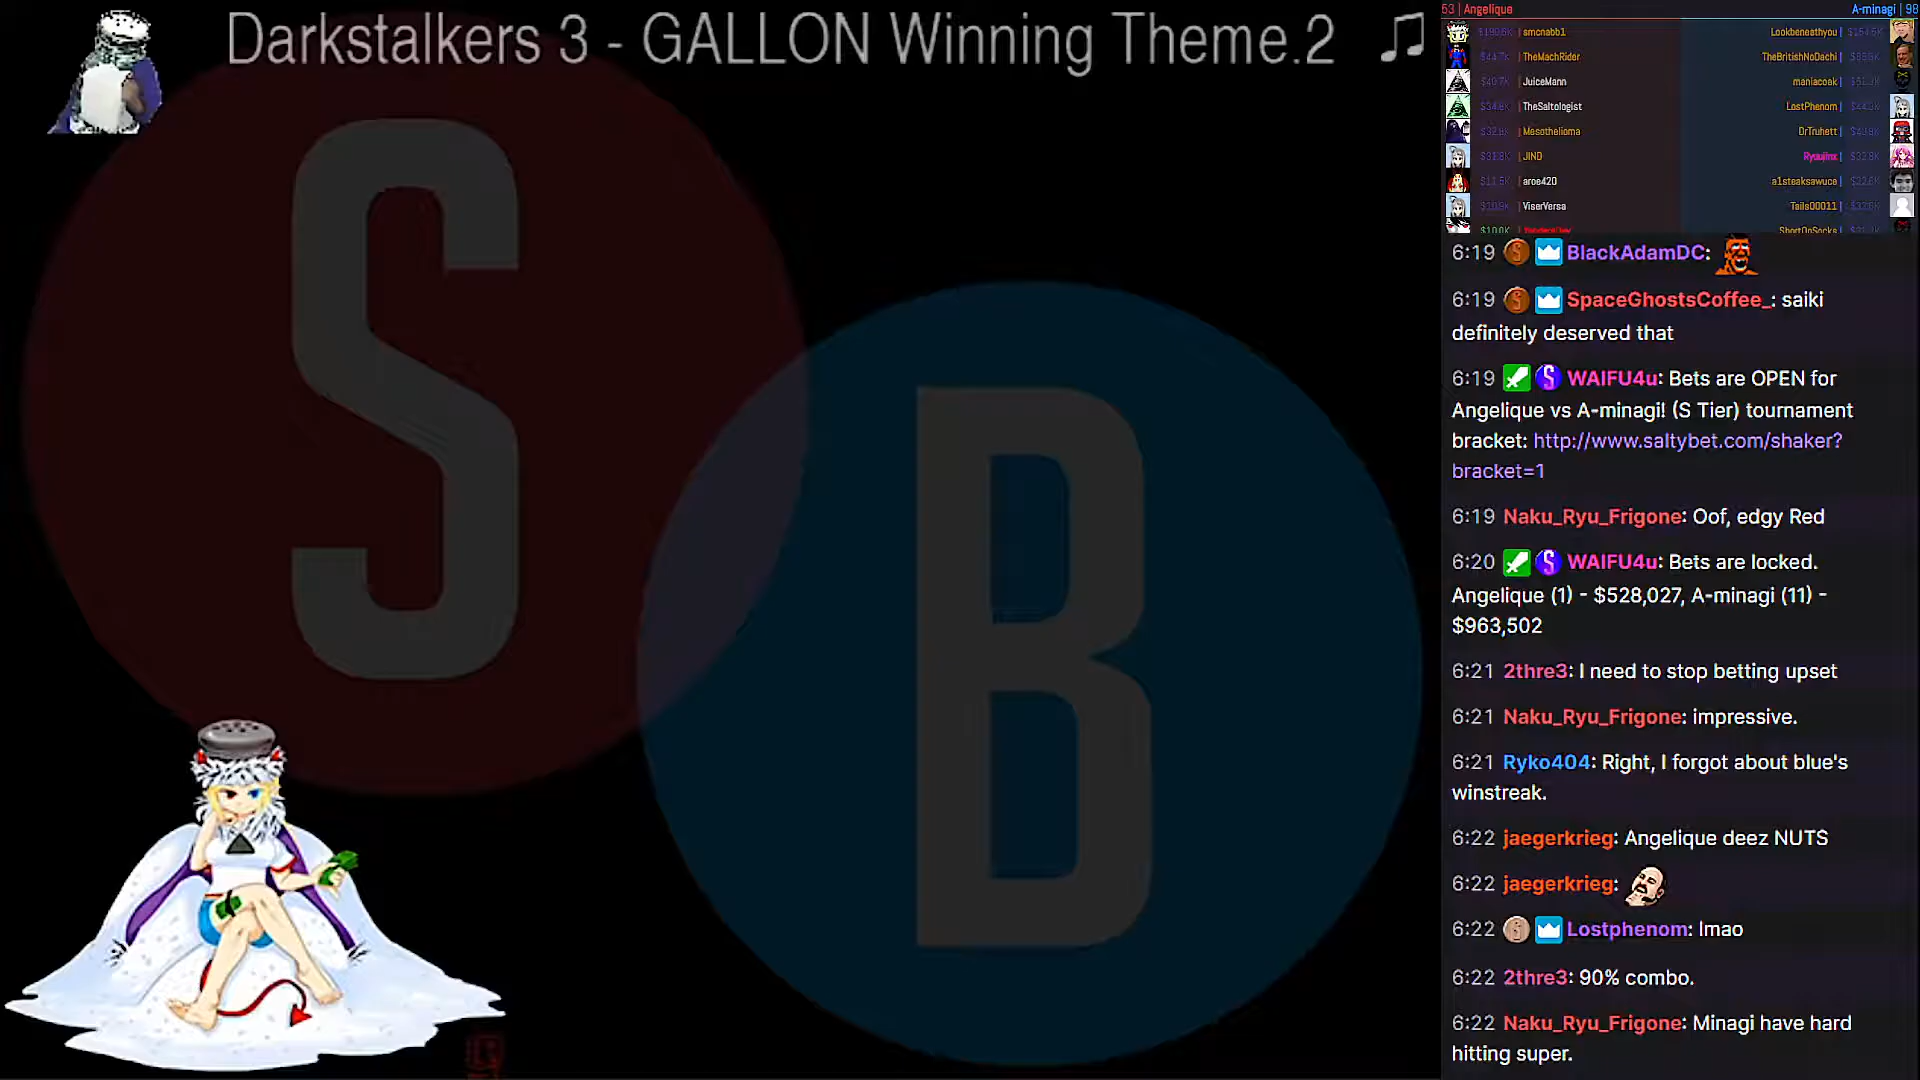 Darkstalkers 3 - GALLON Winning Theme.2 ♫
S
B
53 | Angelique
A-minagi | 98
smcnabb1
Lookbeneathyou |
TheMachRider
TheBritishNoDachi |
JuiceMann
maniacoak |
TheSaltologist
LostPhenom |
Mesothelioma
DrTruhett |
JIND
Ryuujinx |
aroe420
a1steaksawuce |
ViserVersa
Tails00011 |
ShortOnSocks |
6:19 BlackAdamDC:
6:19 SpaceGhostsCoffee_: saiki
definitely deserved that
6:19 WAIFU4u: Bets are OPEN for
Angelique vs A-minagi! (S Tier) tournament
bracket: http://www.saltybet.com/shaker?
bracket=1
6:19 Naku_Ryu_Frigone: Oof, edgy Red
6:20 WAIFU4u: Bets are locked.
Angelique (1) - $528,027, A-minagi (11) -
$963,502
6:21 2thre3: I need to stop betting upset
6:21 Naku_Ryu_Frigone: impressive.
6:21 Ryko404: Right, I forgot about blue's
winstreak.
6:22 jaegerkrieg: Angelique deez NUTS
6:22 jaegerkrieg:
6:22 Lostphenom: lmao
6:22 2thre3: 90% combo.
6:22 Naku_Ryu_Frigone: Minagi have hard
hitting super.